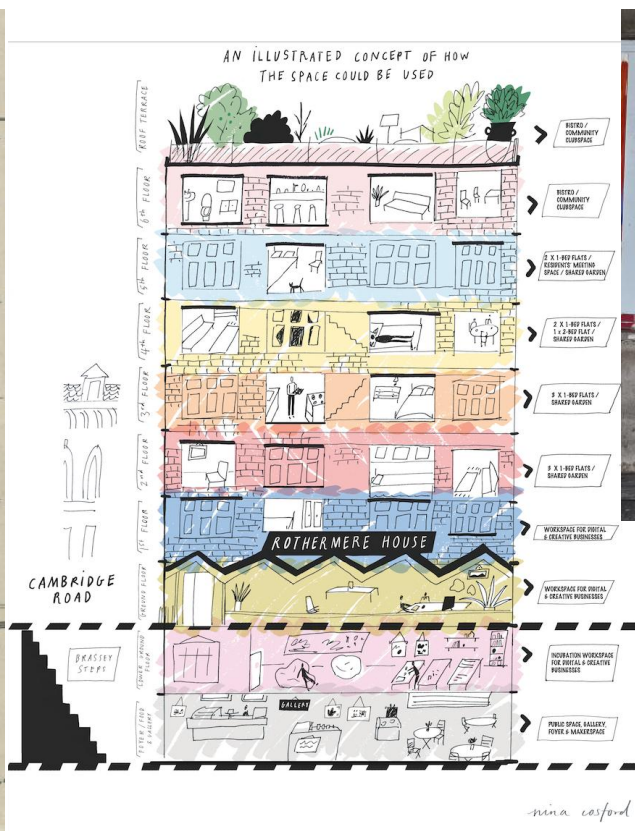 AN ILLUSTRATED CONCEPT OF HOW
THE SPACE COULD BE USED
ROOF TERRACE
BISTRO /
COMMUNITY
CLUBSPACE
6th FLOOR
BISTRO /
COMMUNITY
CLUBSPACE
5th FLOOR
2 X 1-BED FLATS /
RESIDENTS' MEETING
SPACE / SHARED GARDEN
4th FLOOR
2 X 1-BED FLATS /
1 X 2-BED FLAT /
SHARED GARDEN
3rd FLOOR
3 X 1-BED FLATS /
SHARED GARDEN
2nd FLOOR
3 X 1-BED FLATS /
SHARED GARDEN
1ST FLOOR
WORKSPACE FOR DIGITAL
& CREATIVE BUSINESSES
ROTHERMERE HOUSE
CAMBRIDGE
ROAD
GROUND FLOOR
WORKSPACE FOR DIGITAL
& CREATIVE BUSINESSES
BRASSEY
STEPS
LOWER GROUND
FLOOR
INCUBATION WORKSPACE
FOR DIGITAL & CREATIVE
BUSINESSES
FOYER / FOOD
& GALLERY
GALLERY
PUBLIC SPACE, GALLERY,
FOYER & MAKERSPACE
nina cosford